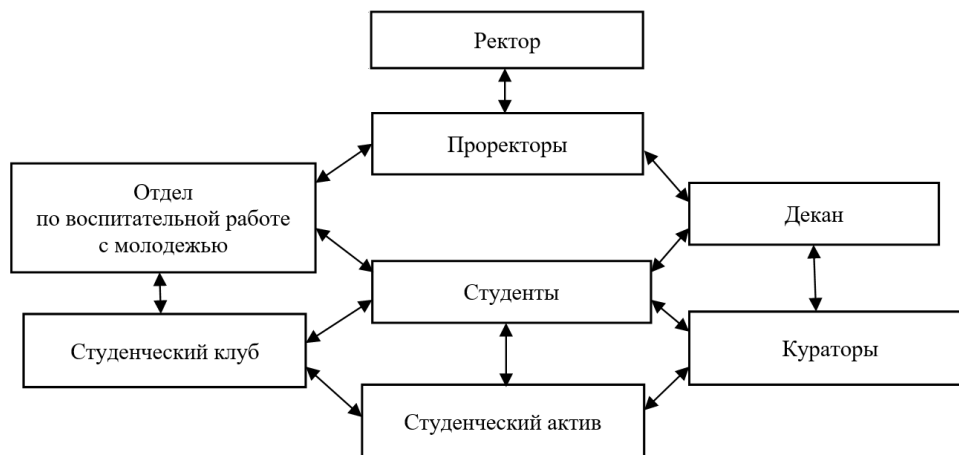 Ректор
Проректоры
Отдел
по воспитательной работе
с молодежью
Декан
Студенты
Студенческий клуб
Кураторы
Студенческий актив